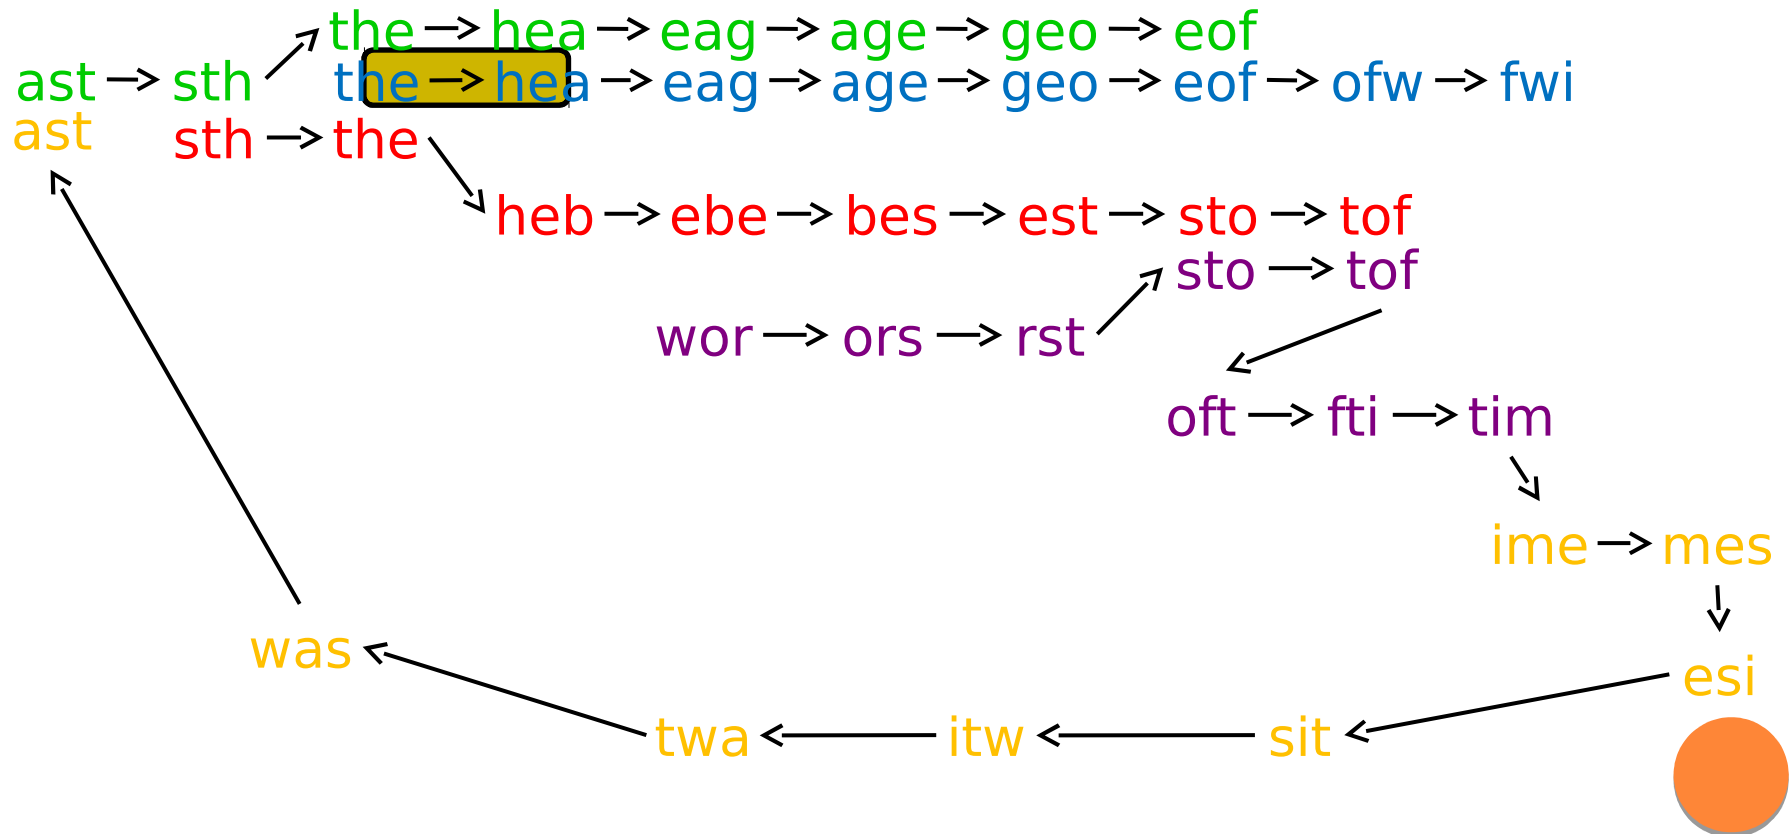 the hea eag age geo eof
ast sth the hea eag age geo eof ofw fwi
ast sth the
heb ebe bes est sto tof
sto tof
wor ors rst
oft fti tim
ime mes
was esi
twa itw sit